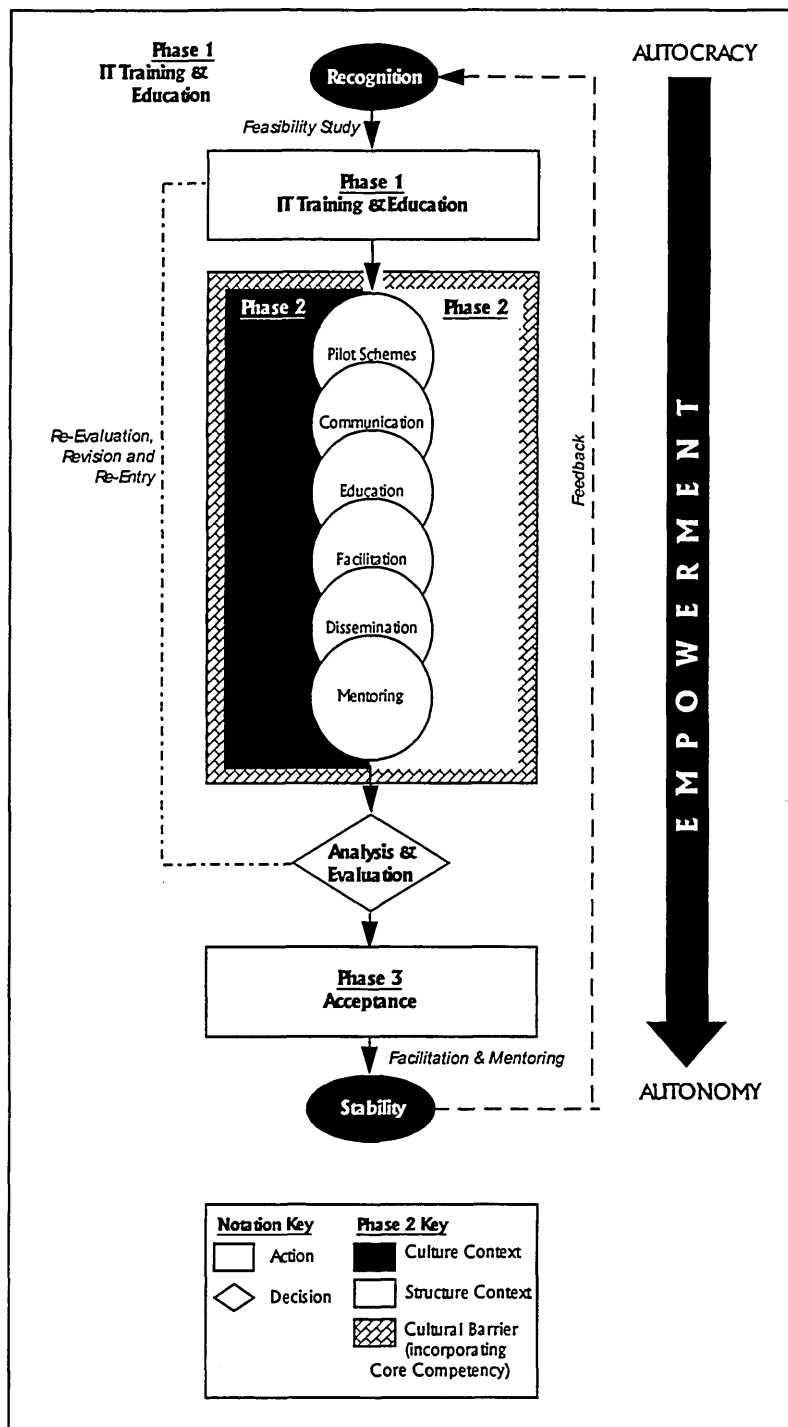 Phase 1
IT Training &
Education
Recognition
AUTOCRACY
Feasibility Study
Phase 1
IT Training & Education
Phase 2
Phase 2
Pilot Schemes
Communication
Education
Facilitation
Dissemination
Mentoring
Re-Evaluation,
Revision and
Re-Entry
Feedback
EMPOWERMENT
Analysis &
Evaluation
Phase 3
Acceptance
Facilitation & Mentoring
Stability
AUTONOMY
Notation Key
Action
Decision
Phase 2 Key
Culture Context
Structure Context
Cultural Barrier
(incorporating
Core Competency)